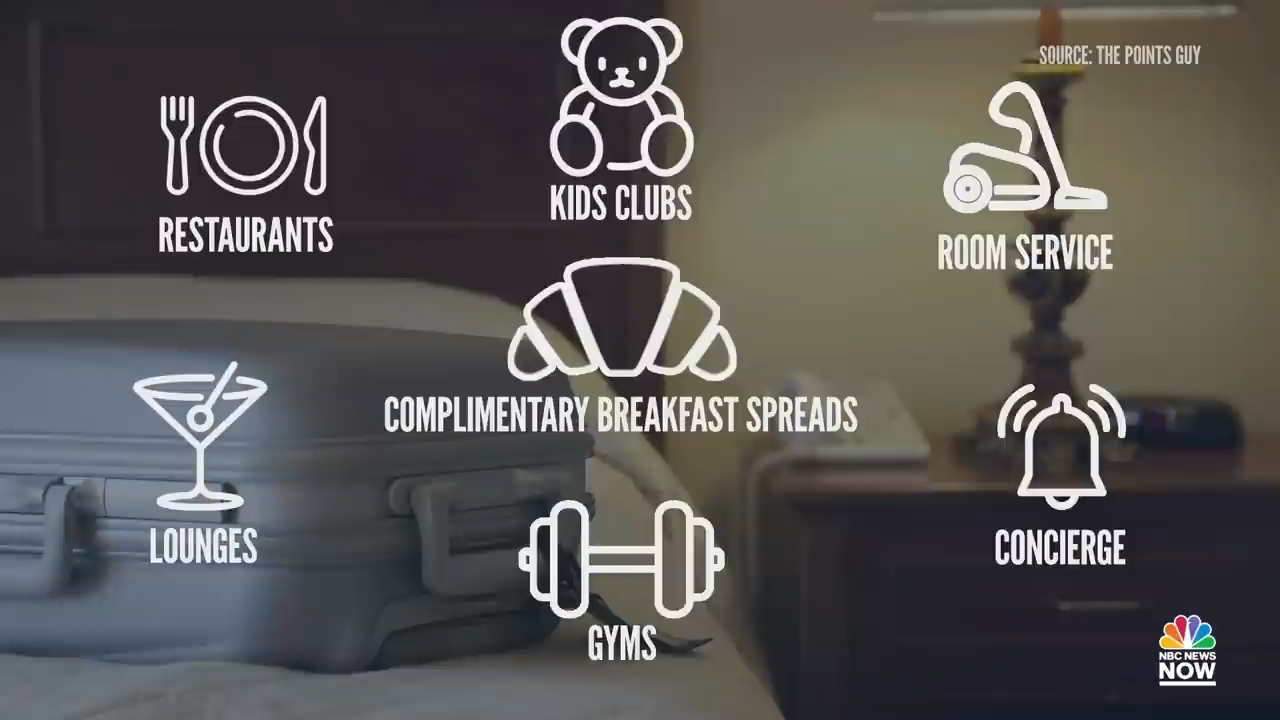 SOURCE: THE POINTS GUY
KIDS CLUBS
RESTAURANTS
ROOM SERVICE
COMPLIMENTARY BREAKFAST SPREADS
LOUNGES
CONCIERGE
GYMS
NBC NEWS
NOW